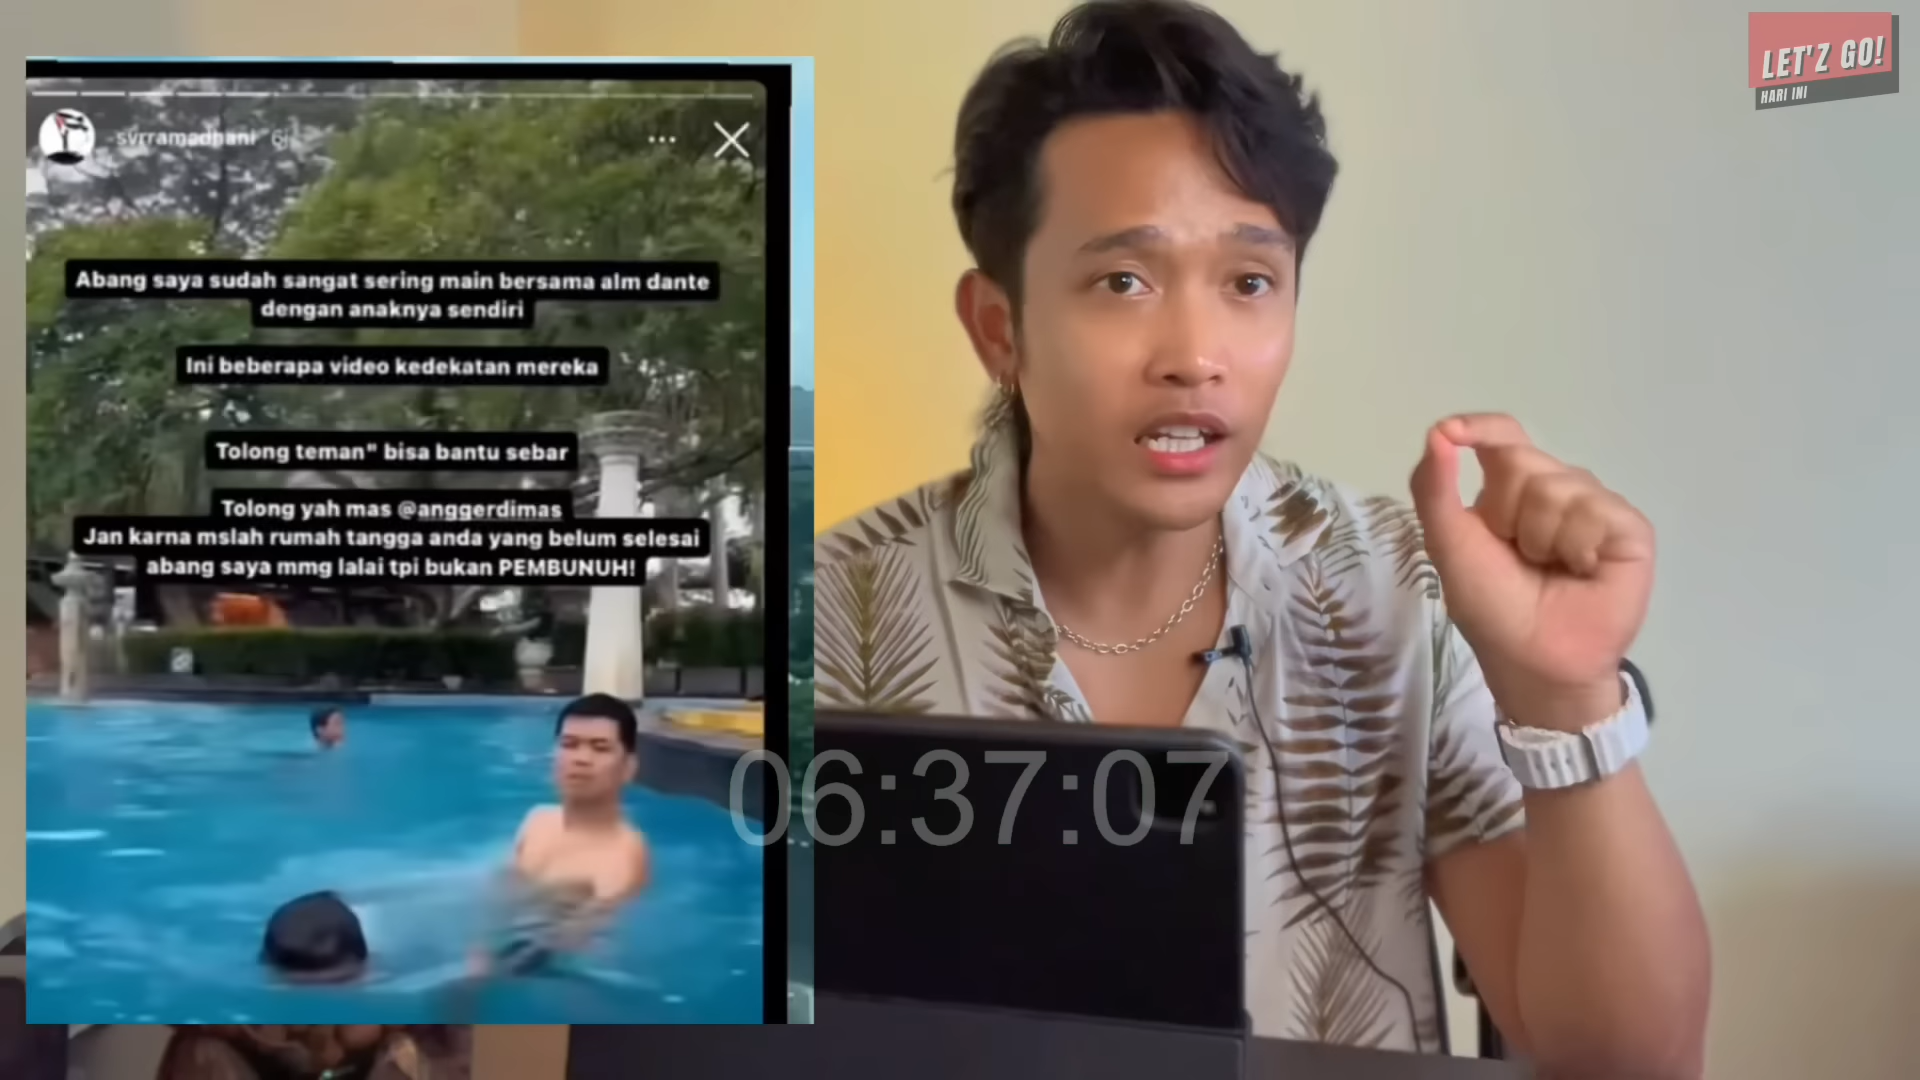 LET'Z GO!
HARI INI
svrramadhani 6j
Abang saya sudah sangat sering main bersama alm dante
dengan anaknya sendiri
Ini beberapa video kedekatan mereka
Tolong teman" bisa bantu sebar
Tolong yah mas @anggerdimas
Jan karna mslah rumah tangga anda yang belum selesai
abang saya mmg lalai tpi bukan PEMBUNUH!
06:37:07